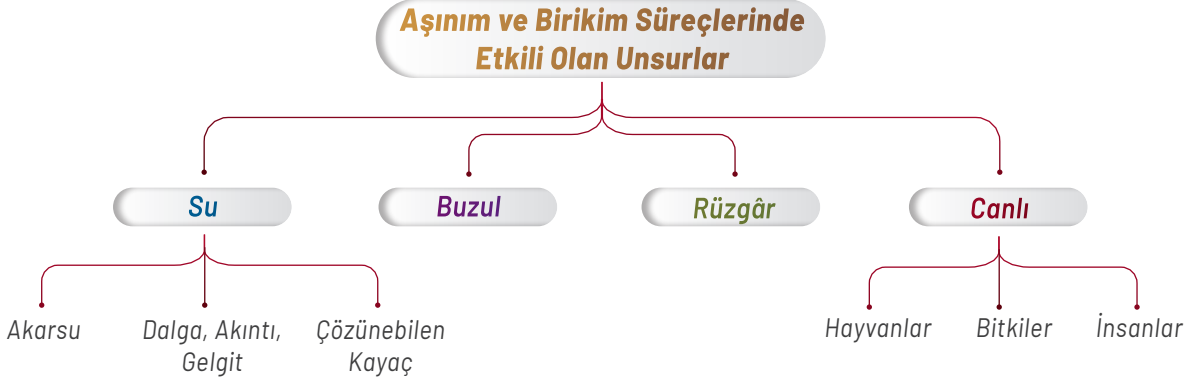 Aşınım ve Birikim Süreçlerinde
Etkili Olan Unsurlar
Su
Buzul
Rüzgâr
Canlı
Akarsu
Dalga, Akıntı,
Gelgit
Çözünebilen
Kayaç
Hayvanlar
Bitkiler
İnsanlar